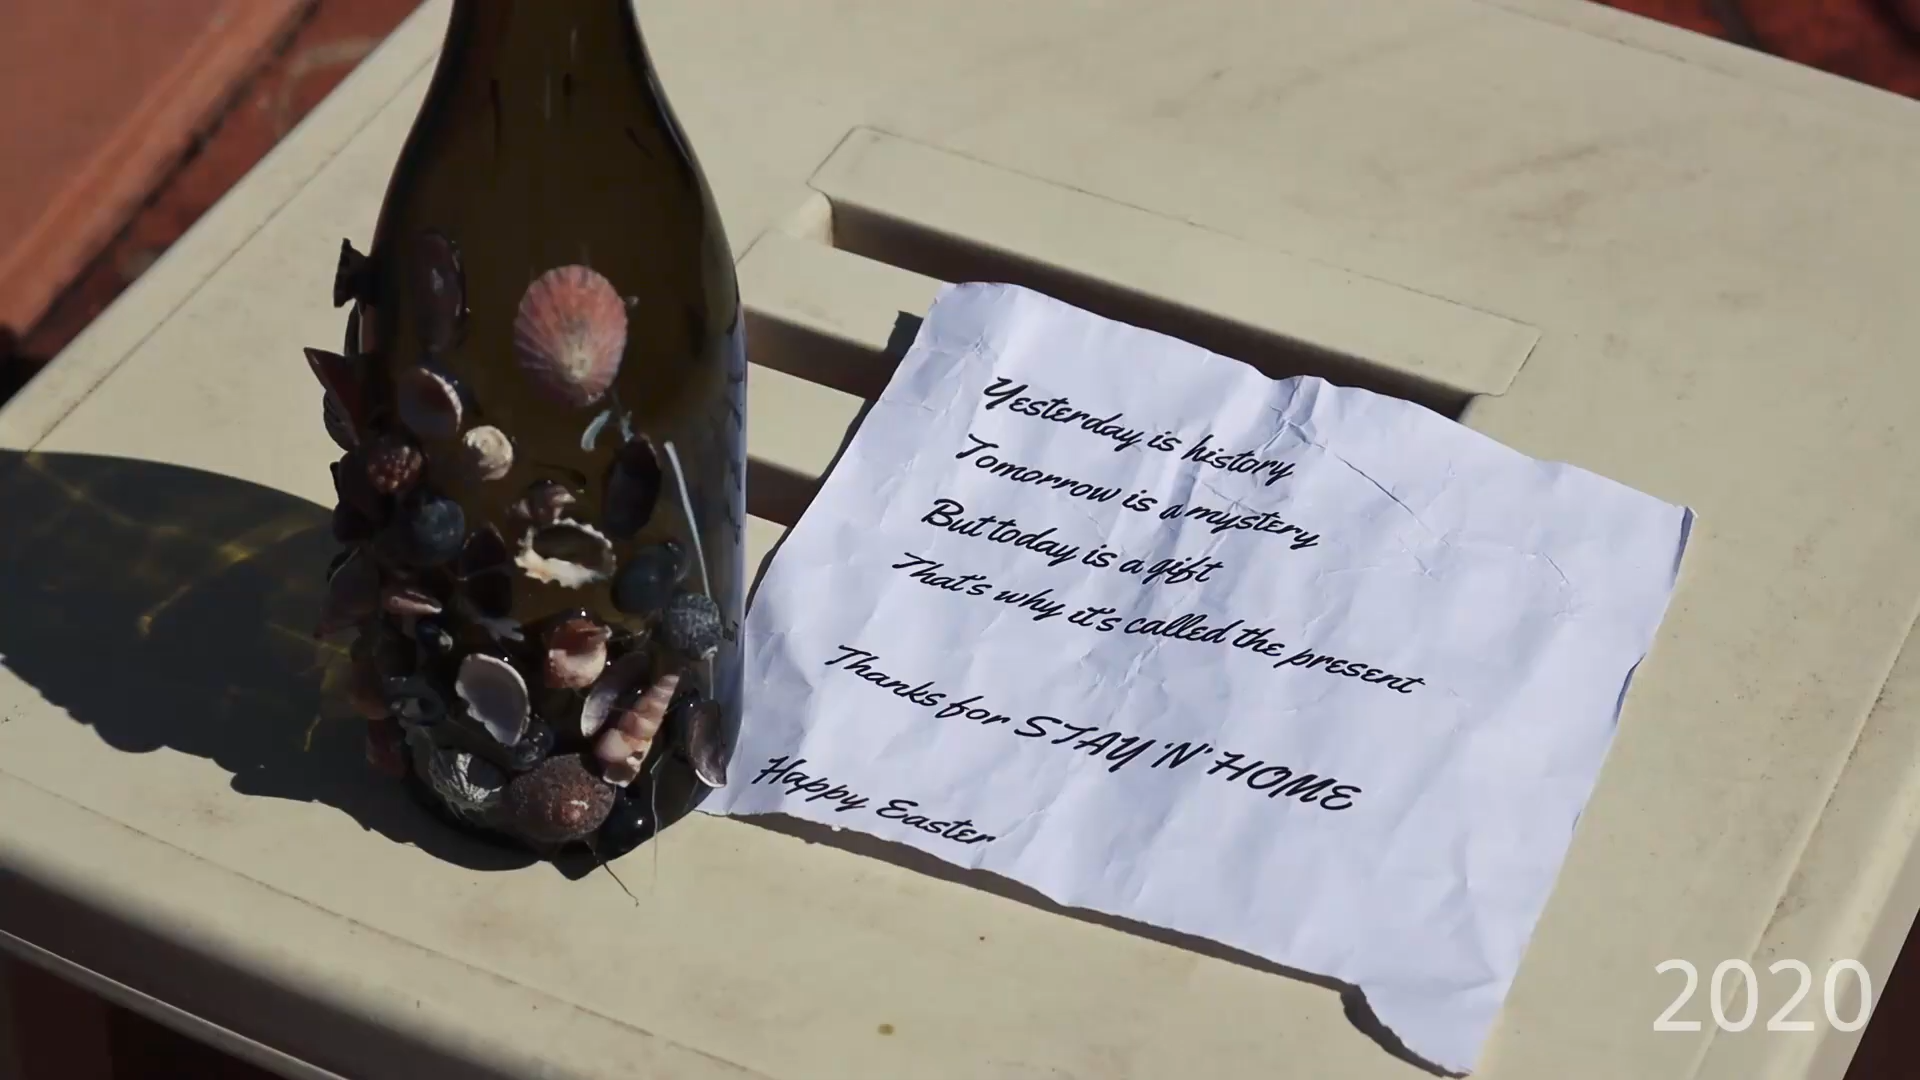 Yesterday is history
Tomorrow is a mystery
But today is a gift
That's why it's called the present
Thanks for STAY 'N' HOME
Happy Easter
2020